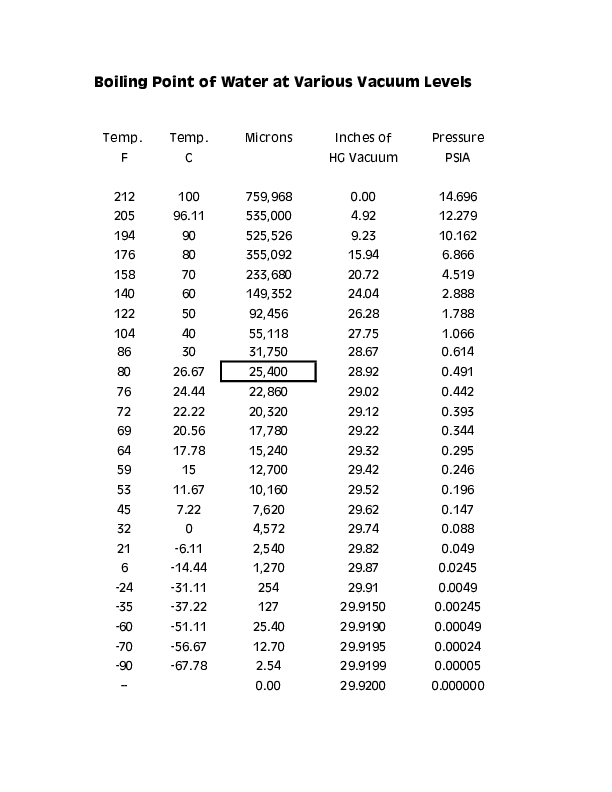 Boiling Point of Water at Various Vacuum Levels
Temp. Temp. Microns Inches of Pressure
F C HG Vacuum PSIA
212 100 759,968 0.00 14.696
205 96.11 535,000 4.92 12.279
194 90 525,526 9.23 10.162
176 80 355,092 15.94 6.866
158 70 233,680 20.72 4.519
140 60 149,352 24.04 2.888
122 50 92,456 26.28 1.788
104 40 55,118 27.75 1.066
86 30 31,750 28.67 0.614
80 26.67 25,400 28.92 0.491
76 24.44 22,860 29.02 0.442
72 22.22 20,320 29.12 0.393
69 20.56 17,780 29.22 0.344
64 17.78 15,240 29.32 0.295
59 15 12,700 29.42 0.246
53 11.67 10,160 29.52 0.196
45 7.22 7,620 29.62 0.147
32 0 4,572 29.74 0.088
21 -6.11 2,540 29.82 0.049
6 -14.44 1,270 29.87 0.0245
-24 -31.11 254 29.91 0.0049
-35 -37.22 127 29.9150 0.00245
-60 -51.11 25.40 29.9190 0.00049
-70 -56.67 12.70 29.9195 0.00024
-90 -67.78 2.54 29.9199 0.00005
– 0.00 29.9200 0.000000